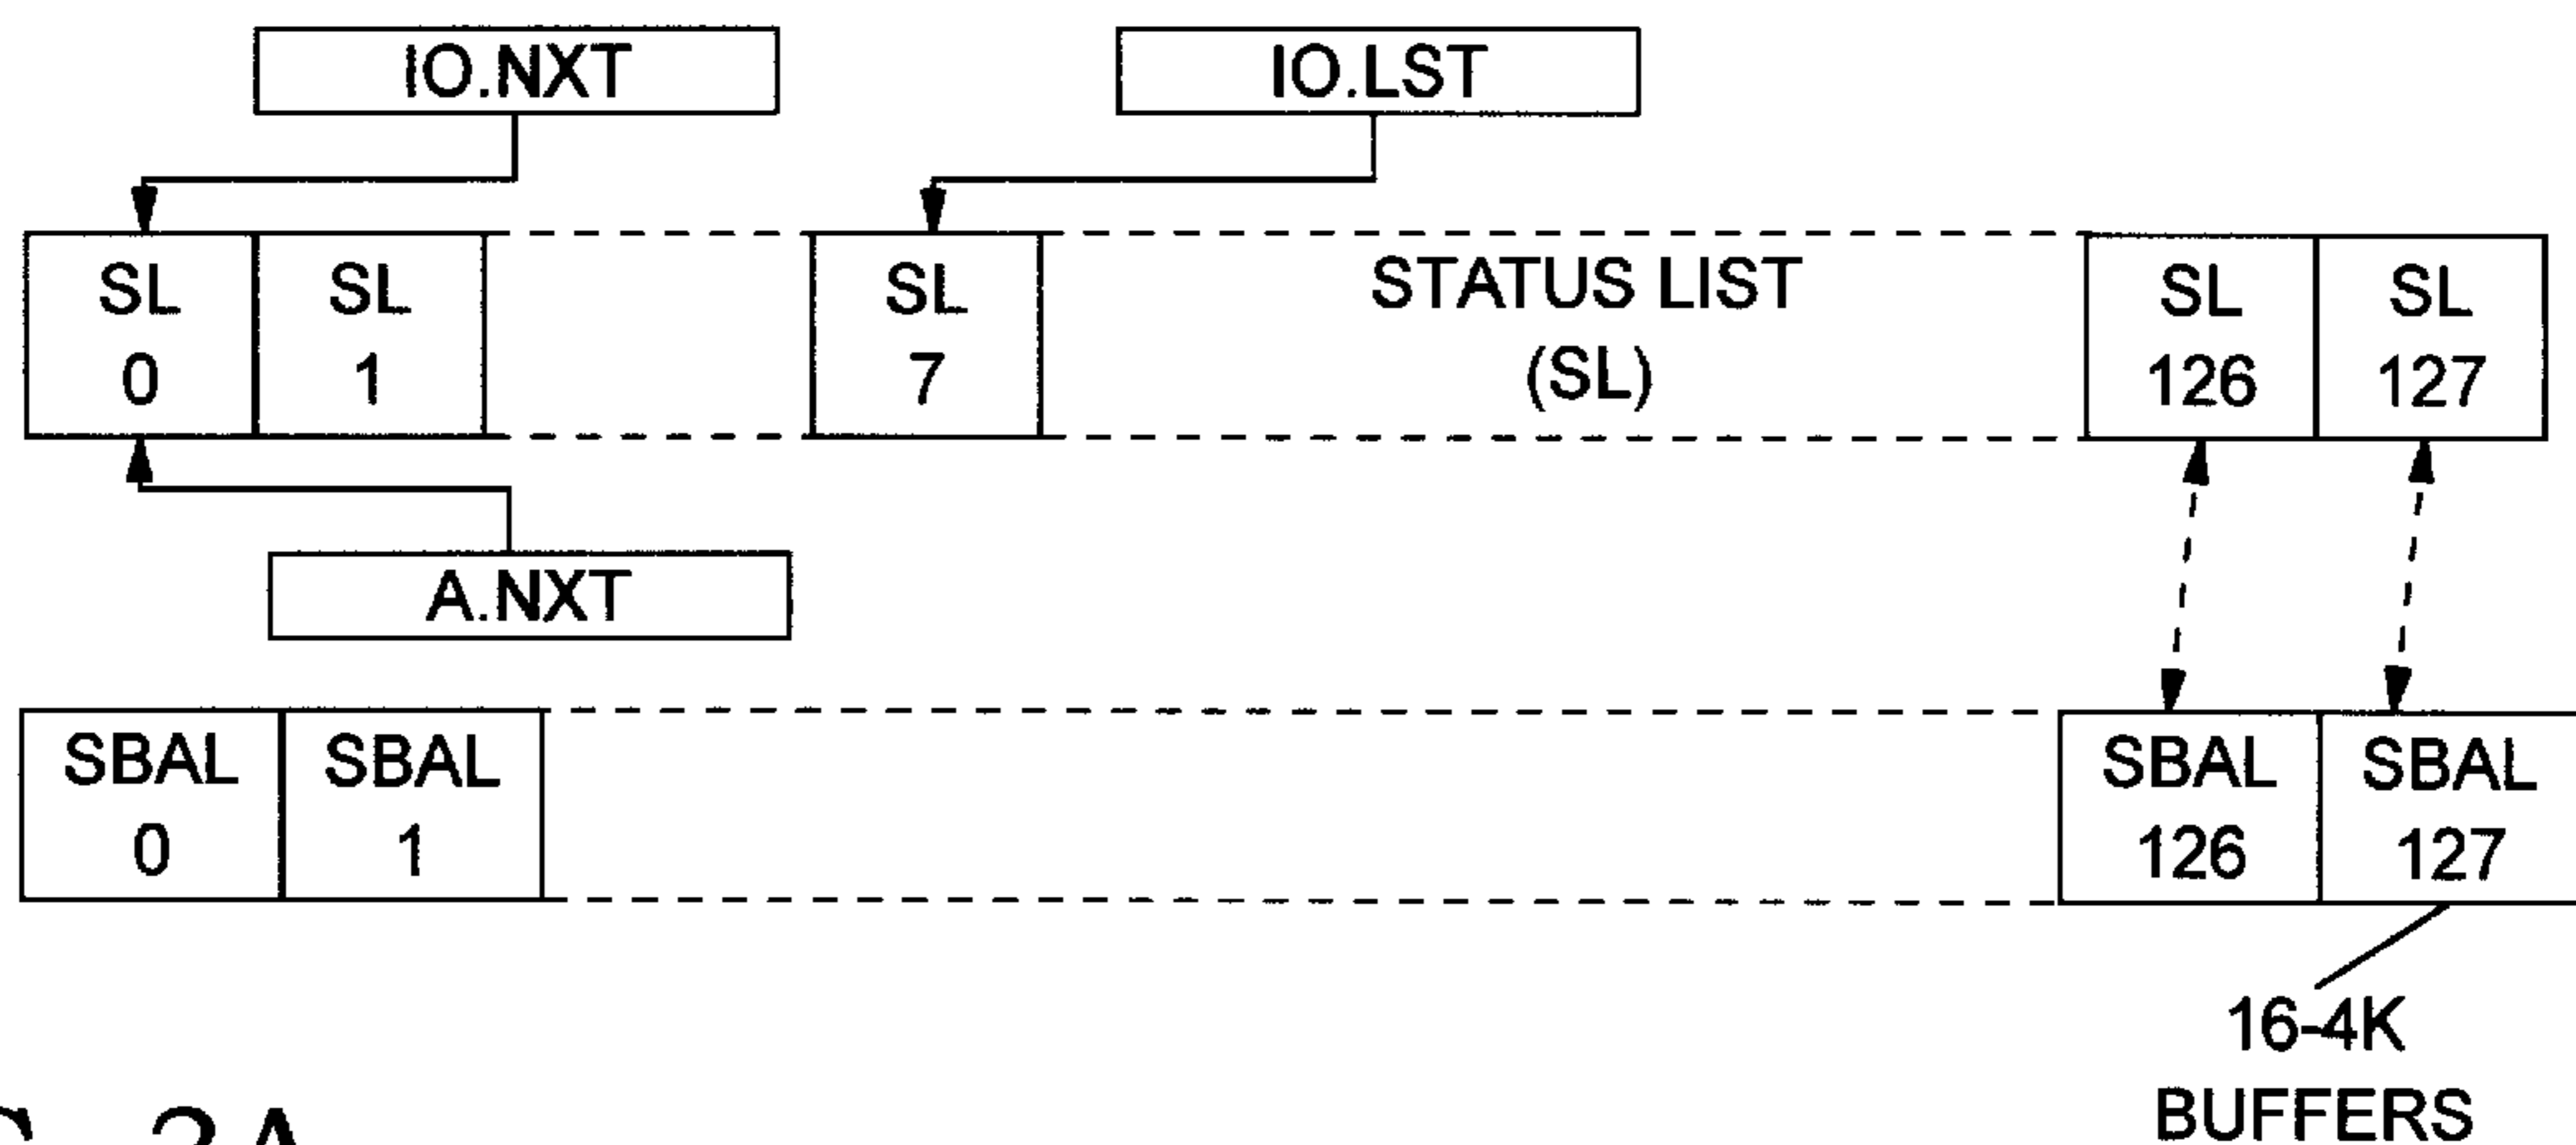 IO.NXT
IO.LST
SL 0
SL 1
SL 7
STATUS LIST
(SL)
SL 126
SL 127
A.NXT
SBAL 0
SBAL 1
SBAL 126
SBAL 127
16-4K
BUFFERS